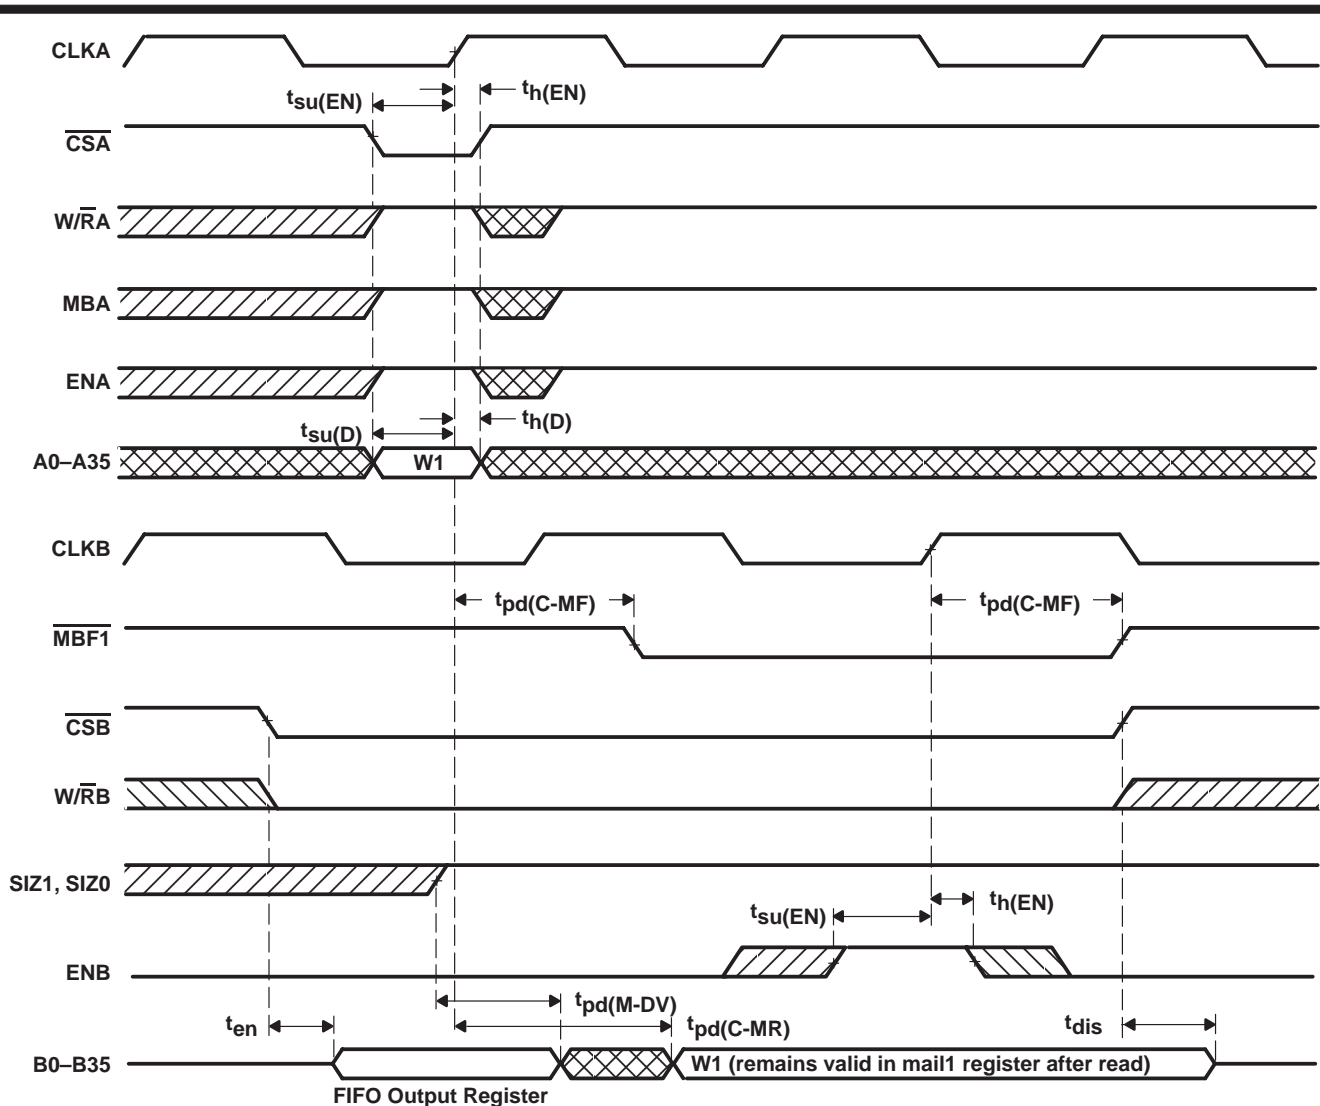 CLKA
tsu(EN)
th(EN)
CSA
W/RA
MBA
ENA
tsu(D)
th(D)
A0–A35
W1
CLKB
tpd(C-MF)
tpd(C-MF)
MBF1
CSB
W/RB
SIZ1, SIZ0
tsu(EN)
th(EN)
ENB
tpd(M-DV)
ten
tpd(C-MR)
tdis
B0–B35
W1 (remains valid in mail1 register after read)
FIFO Output Register